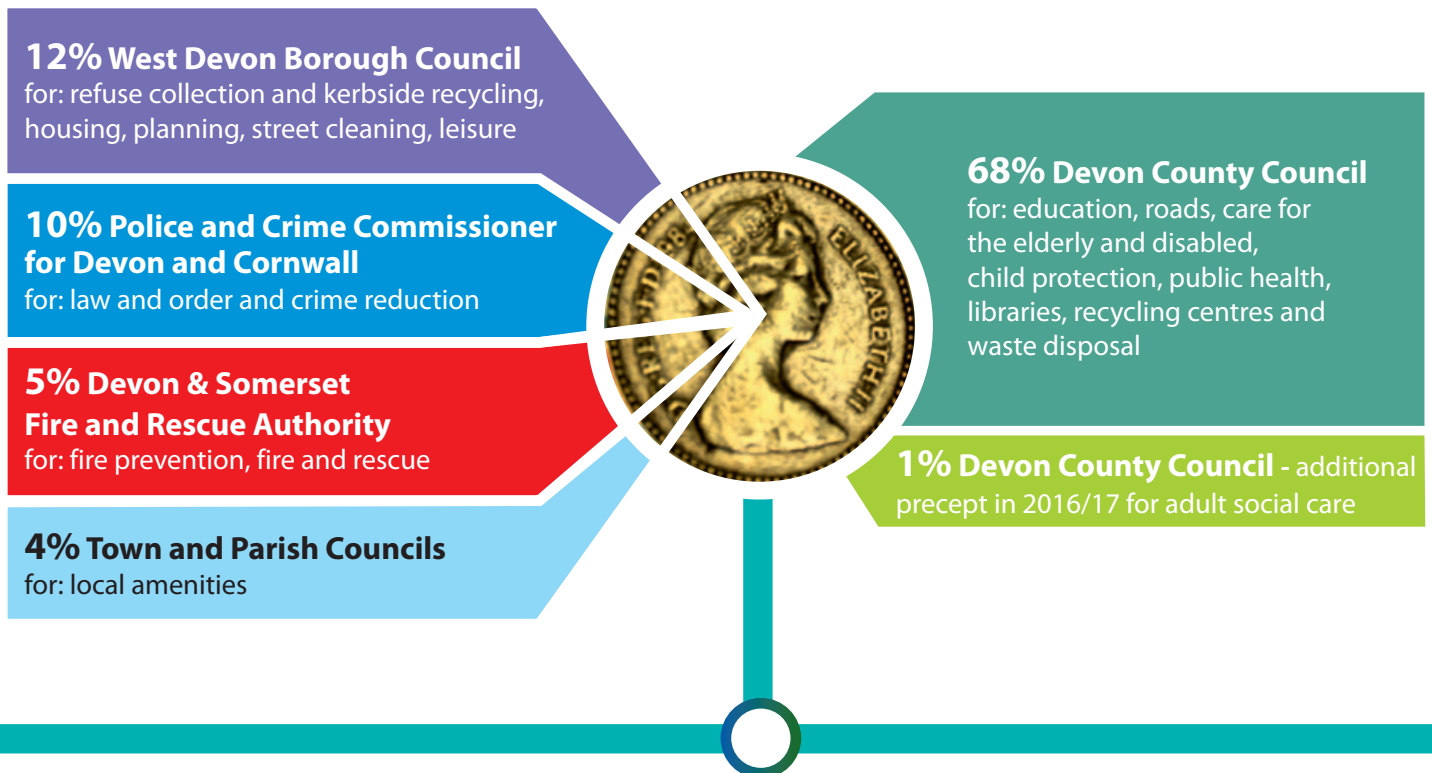 12% West Devon Borough Council
for: refuse collection and kerbside recycling,
housing, planning, street cleaning, leisure
10% Police and Crime Commissioner
for Devon and Cornwall
for: law and order and crime reduction
5% Devon & Somerset
Fire and Rescue Authority
for: fire prevention, fire and rescue
4% Town and Parish Councils
for: local amenities
ELIZABETH II
68% Devon County Council
for: education, roads, care for
the elderly and disabled,
child protection, public health,
libraries, recycling centres and
waste disposal
1% Devon County Council - additional
precept in 2016/17 for adult social care